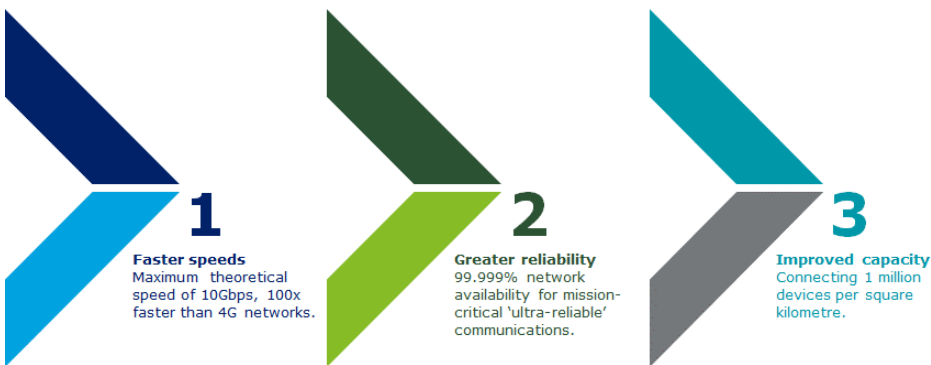 1
Faster speeds
Maximum theoretical
speed of 10Gbps, 100x
faster than 4G networks.
2
Greater reliability
99.999% network
availability for mission-
critical ‘ultra-reliable’
communications.
3
Improved capacity
Connecting 1 million
devices per square
kilometre.